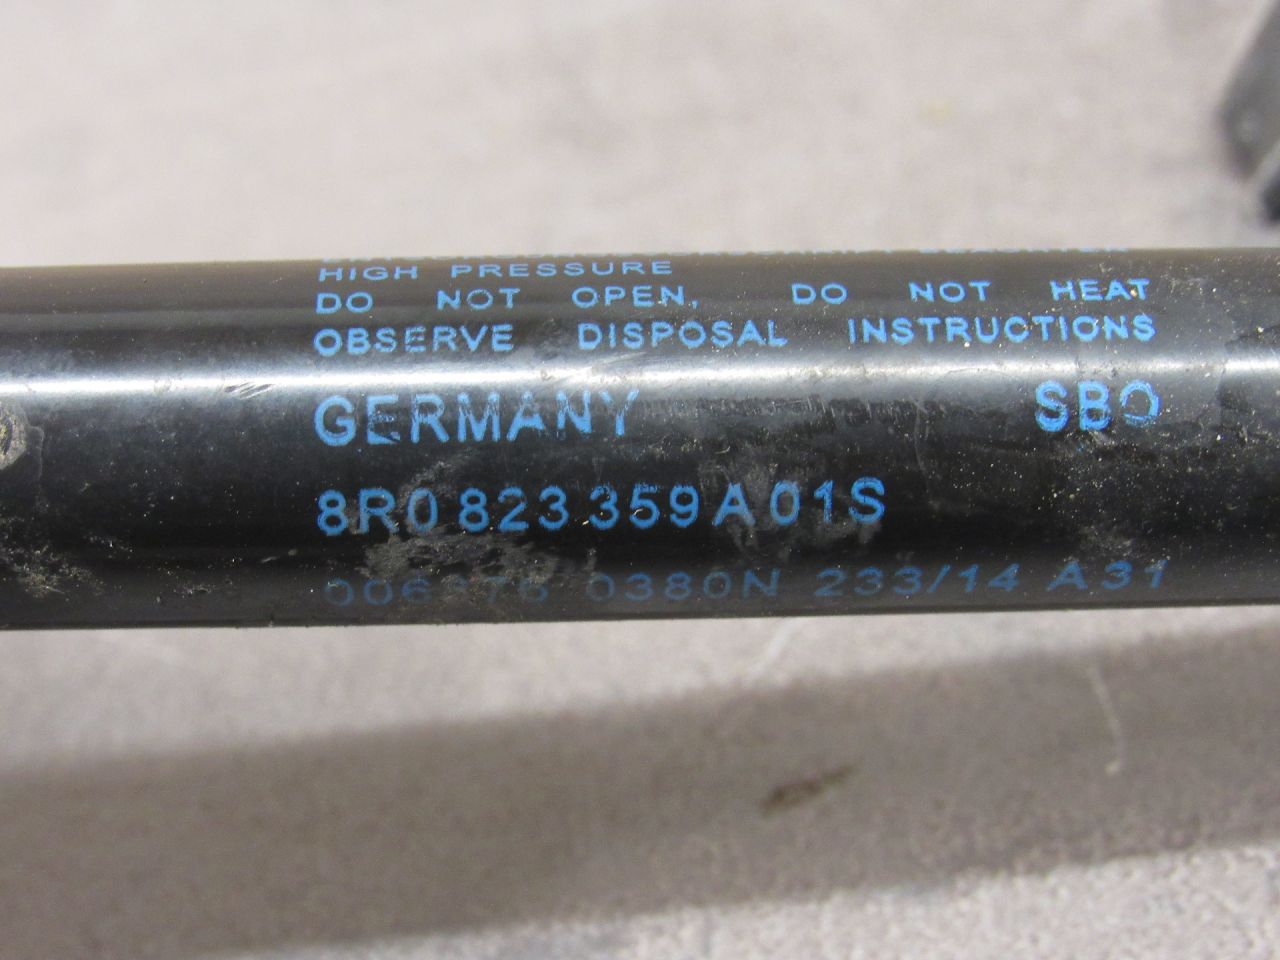 HIGH PRESSURE
DO NOT OPEN, DO NOT HEAT
OBSERVE DISPOSAL INSTRUCTIONS
GERMANY SBO
8R0 823 359 A 01S
0380N 233/14 A31